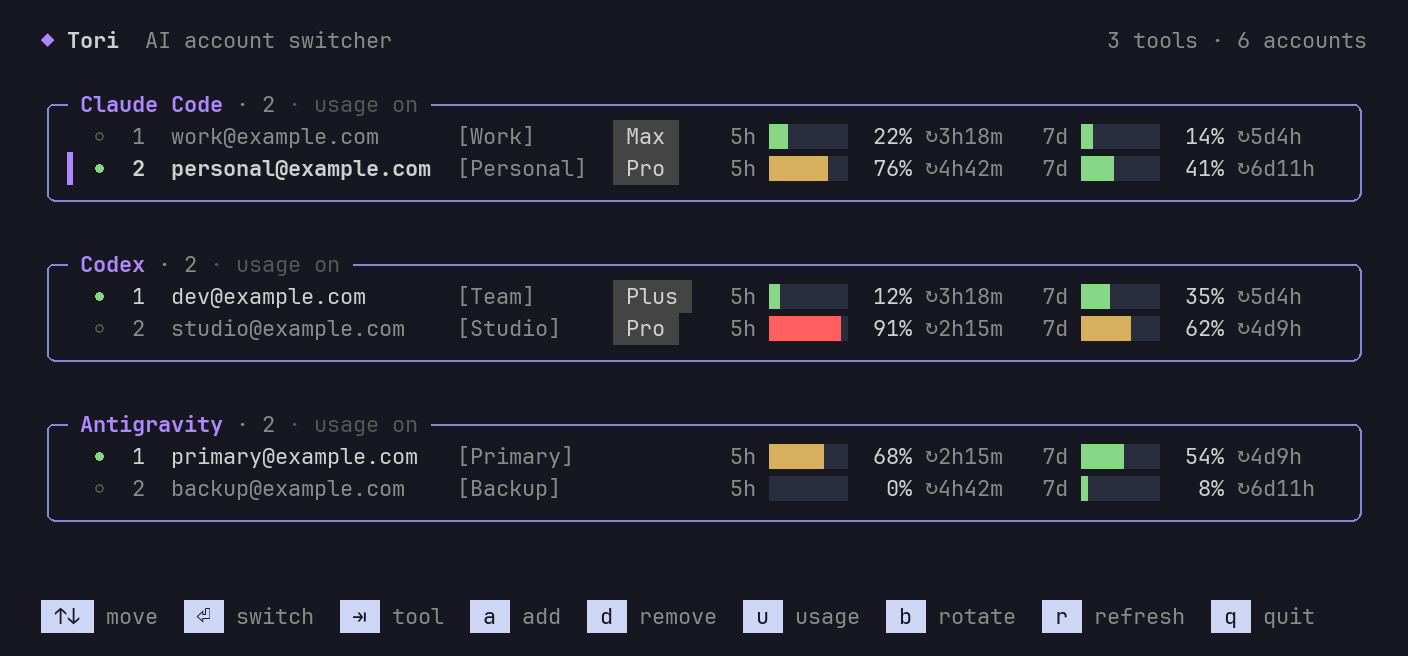 ◆ Tori AI account switcher 3 tools · 6 accounts
Claude Code · 2 · usage on
○ 1 work@example.com [Work] Max 5h 22% ↻3h18m 7d 14% ↻5d4h
● 2 personal@example.com [Personal] Pro 5h 76% ↻4h42m 7d 41% ↻6d11h
Codex · 2 · usage on
● 1 dev@example.com [Team] Plus 5h 12% ↻3h18m 7d 35% ↻5d4h
○ 2 studio@example.com [Studio] Pro 5h 91% ↻2h15m 7d 62% ↻4d9h
Antigravity · 2 · usage on
● 1 primary@example.com [Primary] 5h 68% ↻2h15m 7d 54% ↻4d9h
○ 2 backup@example.com [Backup] 5h 0% ↻4h42m 7d 8% ↻6d11h
↑↓ move ⏎ switch ⇥ tool a add d remove u usage b rotate r refresh q quit